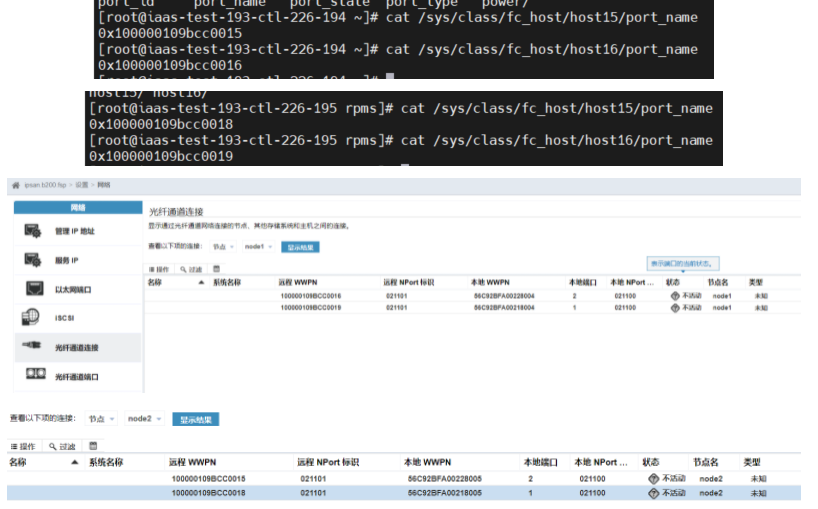 port_id port_name port_state port_type power/
[root@iaas-test-193-ctl-226-194 ~]# cat /sys/class/fc_host/host15/port_name
0x100000109bcc0015
[root@iaas-test-193-ctl-226-194 ~]# cat /sys/class/fc_host/host16/port_name
0x100000109bcc0016
[root@iaas-test-193-ctl-226-194 ~]#
host15/ host16/
[root@iaas-test-193-ctl-226-195 rpms]# cat /sys/class/fc_host/host15/port_name
0x100000109bcc0018
[root@iaas-test-193-ctl-226-195 rpms]# cat /sys/class/fc_host/host16/port_name
0x100000109bcc0019
> 设置 > 网络
网络
管理 IP 地址
服务 IP
以太网端口
iSCSI
光纤通道连接
光纤通道端口
光纤通道连接
显示通过光纤通道网络连接的节点、其他存储系统和主机之间的连接。
查看以下项的连接: 节点 node1 显示结果
表示端口的当前状态。
操作 过滤
名称 系统名称 远程 WWPN 远程 NPort 标识 本地 WWPN 本地端口 本地 NPort ... 状态 节点名 类型
100000109BCC0016 021101 56C92BFA00228004 2 021100 不活动 node1 未知
100000109BCC0019 021101 56C92BFA00218004 1 021100 不活动 node1 未知
查看以下项的连接: 节点 node2 显示结果
操作 过滤
名称 系统名称 远程 WWPN 远程 NPort 标识 本地 WWPN 本地端口 本地 NPort ... 状态 节点名 类型
100000109BCC0015 021101 56C92BFA00228005 2 021100 不活动 node2 未知
100000109BCC0018 021101 56C92BFA00218005 1 021100 不活动 node2 未知